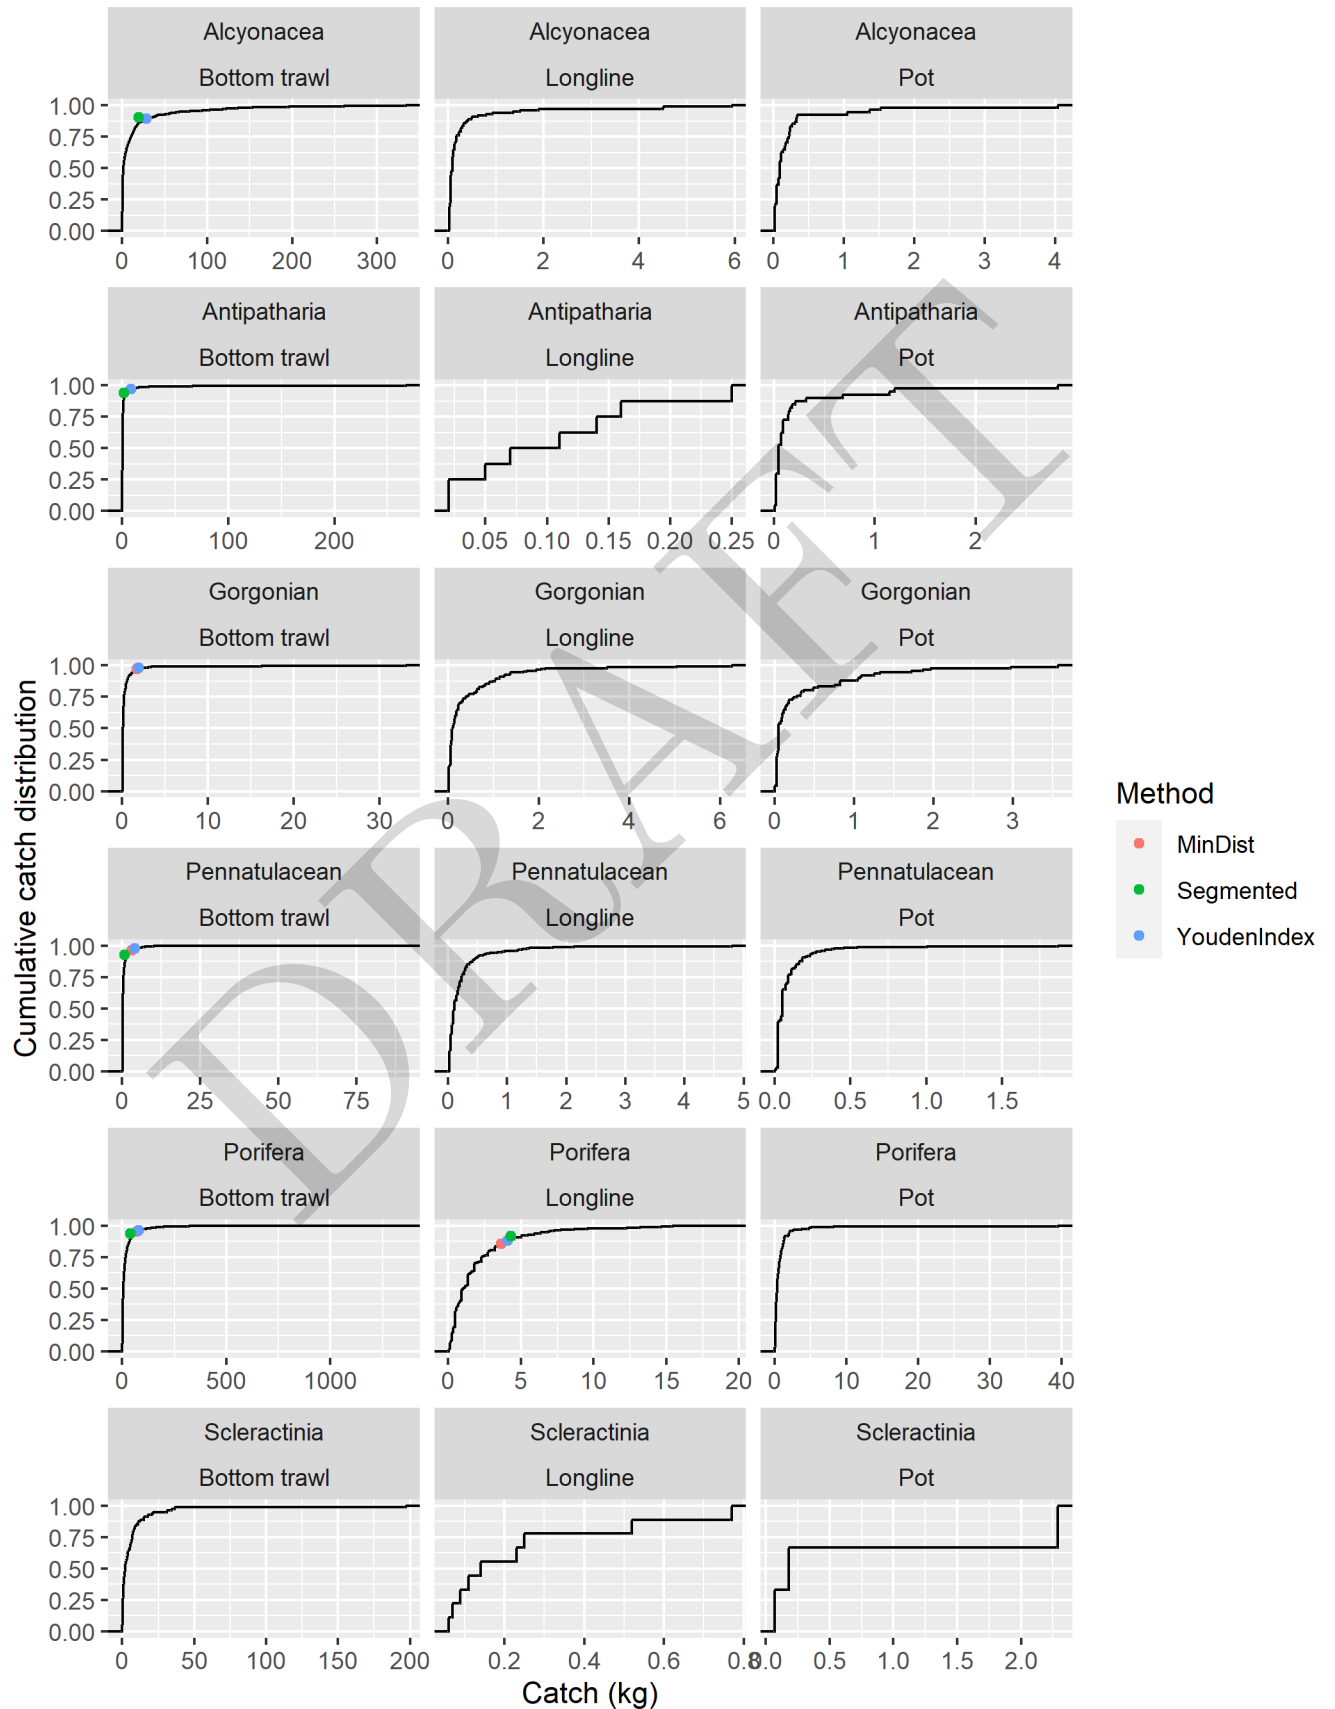 Alcyonacea Alcyonacea Alcyonacea
Bottom trawl Longline Pot
1.00
0.75
0.50
0.25
0.00
0 100 200 300 0 2 4 6 0 1 2 3 4
Antipatharia Antipatharia Antipatharia
Bottom trawl Longline Pot
1.00
0.75
0.50
0.25
0.00
0 100 200 0.05 0.10 0.15 0.20 0.25 0 1 2
Gorgonian Gorgonian Gorgonian
Bottom trawl Longline Pot
1.00
0.75
0.50
0.25
0.00
0 10 20 30 0 2 4 6 0 1 2 3
Pennatulacean Pennatulacean Pennatulacean
Bottom trawl Longline Pot
1.00
0.75
0.50
0.25
0.00
0 25 50 75 0 1 2 3 4 5 0.0 0.5 1.0 1.5
Porifera Porifera Porifera
Bottom trawl Longline Pot
1.00
0.75
0.50
0.25
0.00
0 500 1000 0 5 10 15 20 0 10 20 30 40
Scleractinia Scleractinia Scleractinia
Bottom trawl Longline Pot
1.00
0.75
0.50
0.25
0.00
0 50 100 150 200 0.2 0.4 0.6 0.8 0.0 0.5 1.0 1.5 2.0
Catch (kg)
Cumulative catch distribution
Method
MinDist
Segmented
YoudenIndex
DRAFT